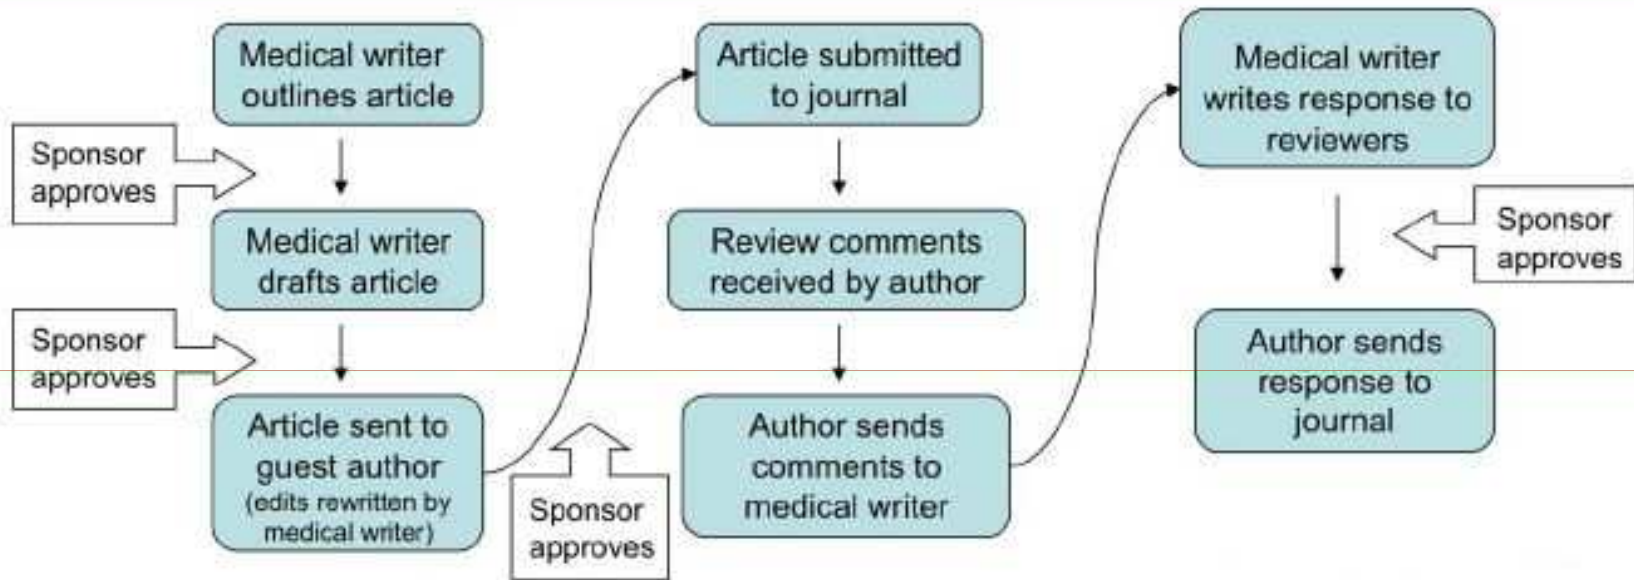 Medical writer
outlines article
Sponsor
approves
Medical writer
drafts article
Sponsor
approves
Article sent to
guest author
(edits rewritten by
medical writer)
Sponsor
approves
Article submitted
to journal
Review comments
received by author
Author sends
comments to
medical writer
Medical writer
writes response to
reviewers
Sponsor
approves
Author sends
response to
journal